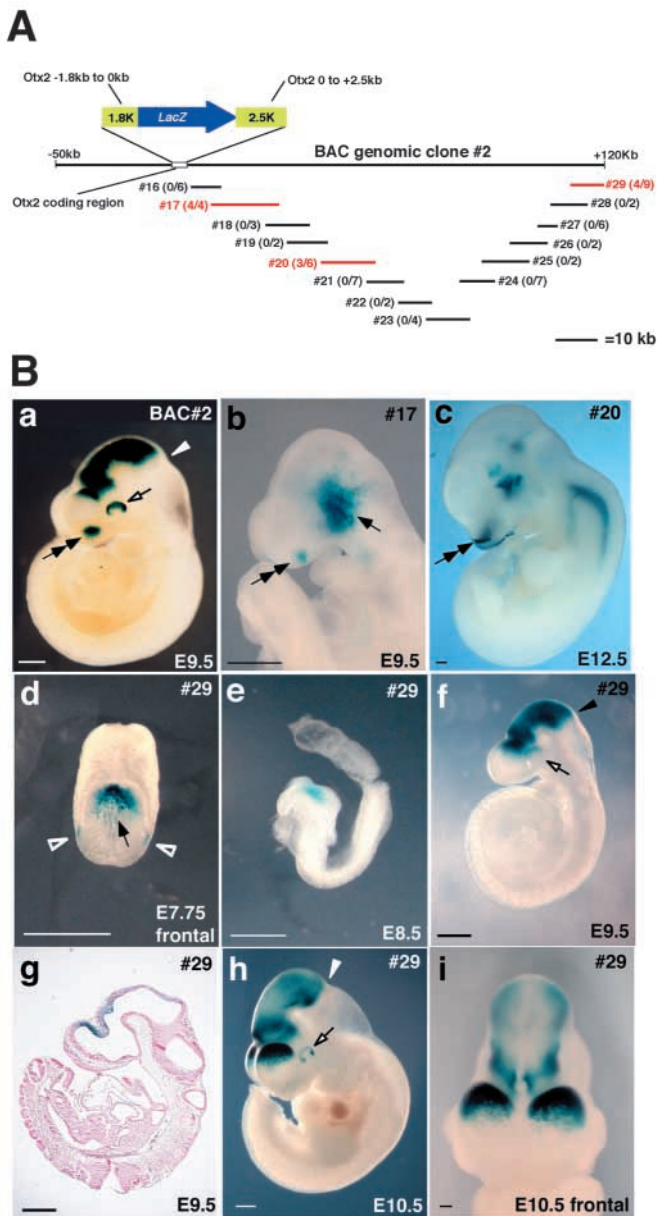 A
Otx2 -1.8kb to 0kb
Otx2 0 to +2.5kb
1.8K LacZ 2.5K
-50kb BAC genomic clone #2 +120Kb
#16 (0/6)
#29 (4/9)
Otx2 coding region
#17 (4/4)
#28 (0/2)
#18 (0/3)
#27 (0/6)
#19 (0/2)
#26 (0/2)
#20 (3/6)
#25 (0/2)
#21 (0/7)
#24 (0/7)
#22 (0/2)
#23 (0/4)
=10 kb
B
a BAC#2
E9.5
b #17
E9.5
c #20
E12.5
d #29
E7.75
frontal
e #29
E8.5
f #29
E9.5
g #29
E9.5
h #29
E10.5
i #29
E10.5 frontal